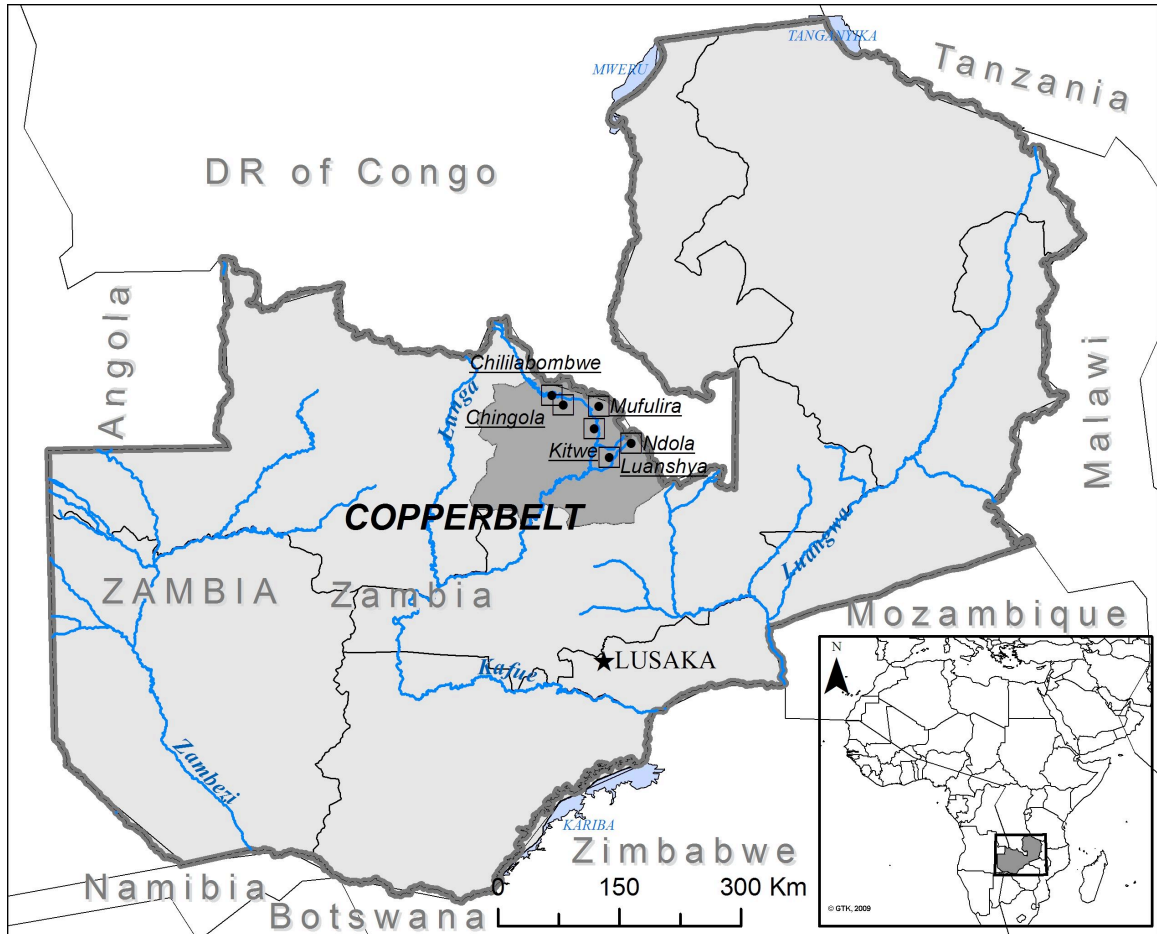 TANGANYIKA
MWERU
Tanzania
DR of Congo
Angola
Malawi
Chililabombwe
Lunga
Chingola
Mufulira
Kitwe
Ndola
Luanshya
COPPERBELT
Luangwa
ZAMBIA
Zambia
Mozambique
Kafue
LUSAKA
N
Zambezi
KARIBA
Zimbabwe
Namibia
0 150 300 Km
Botswana
© GTK, 2009